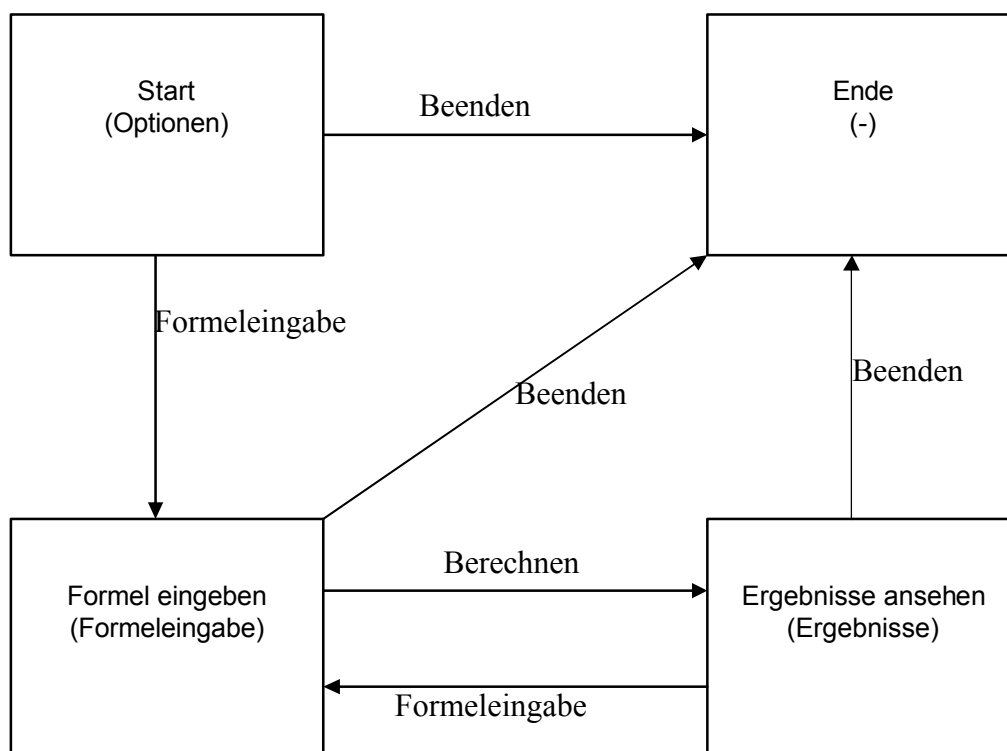 Start
(Optionen)
Beenden
Ende
(-)
Formeleingabe
Beenden
Beenden
Formel eingeben
(Formeleingabe)
Berechnen
Ergebnisse ansehen
(Ergebnisse)
Formeleingabe